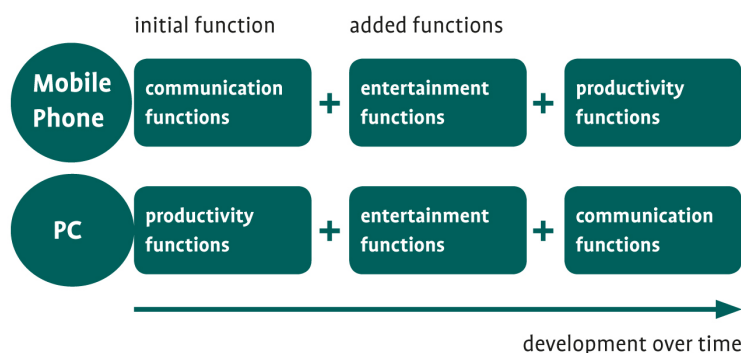 initial function
added functions
Mobile
Phone
communication
functions
+
entertainment
functions
+
productivity
functions
PC
productivity
functions
+
entertainment
functions
+
communication
functions
development over time